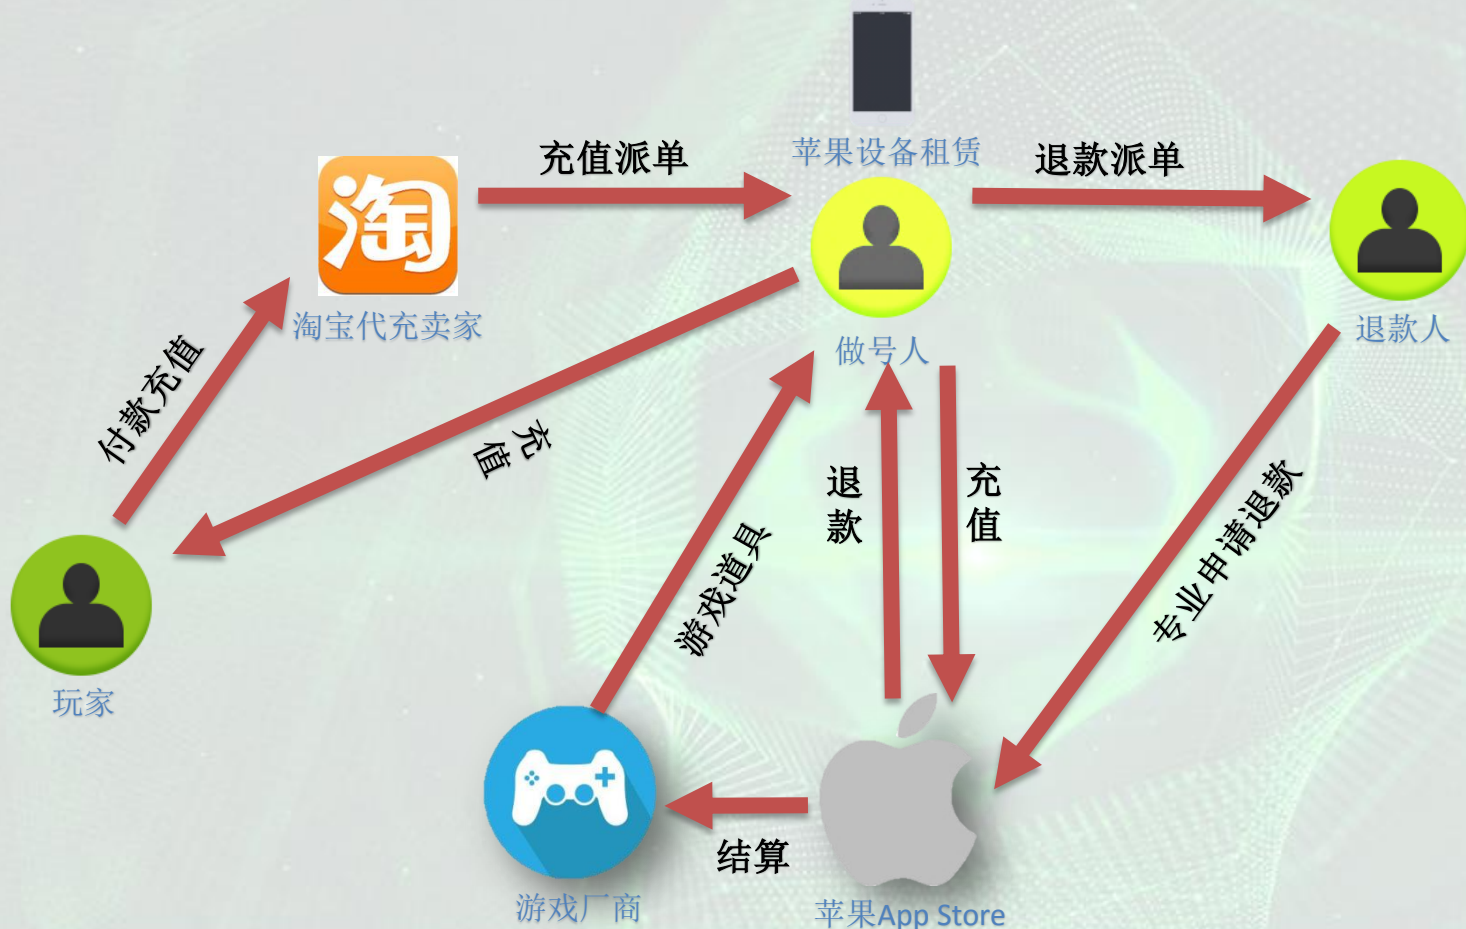 苹果设备租赁
充值派单
退款派单
淘
淘宝代充卖家
做号人
退款人
付款充值
充值
退款
充值
专业申请退款
游戏道具
玩家
结算
游戏厂商
苹果App Store